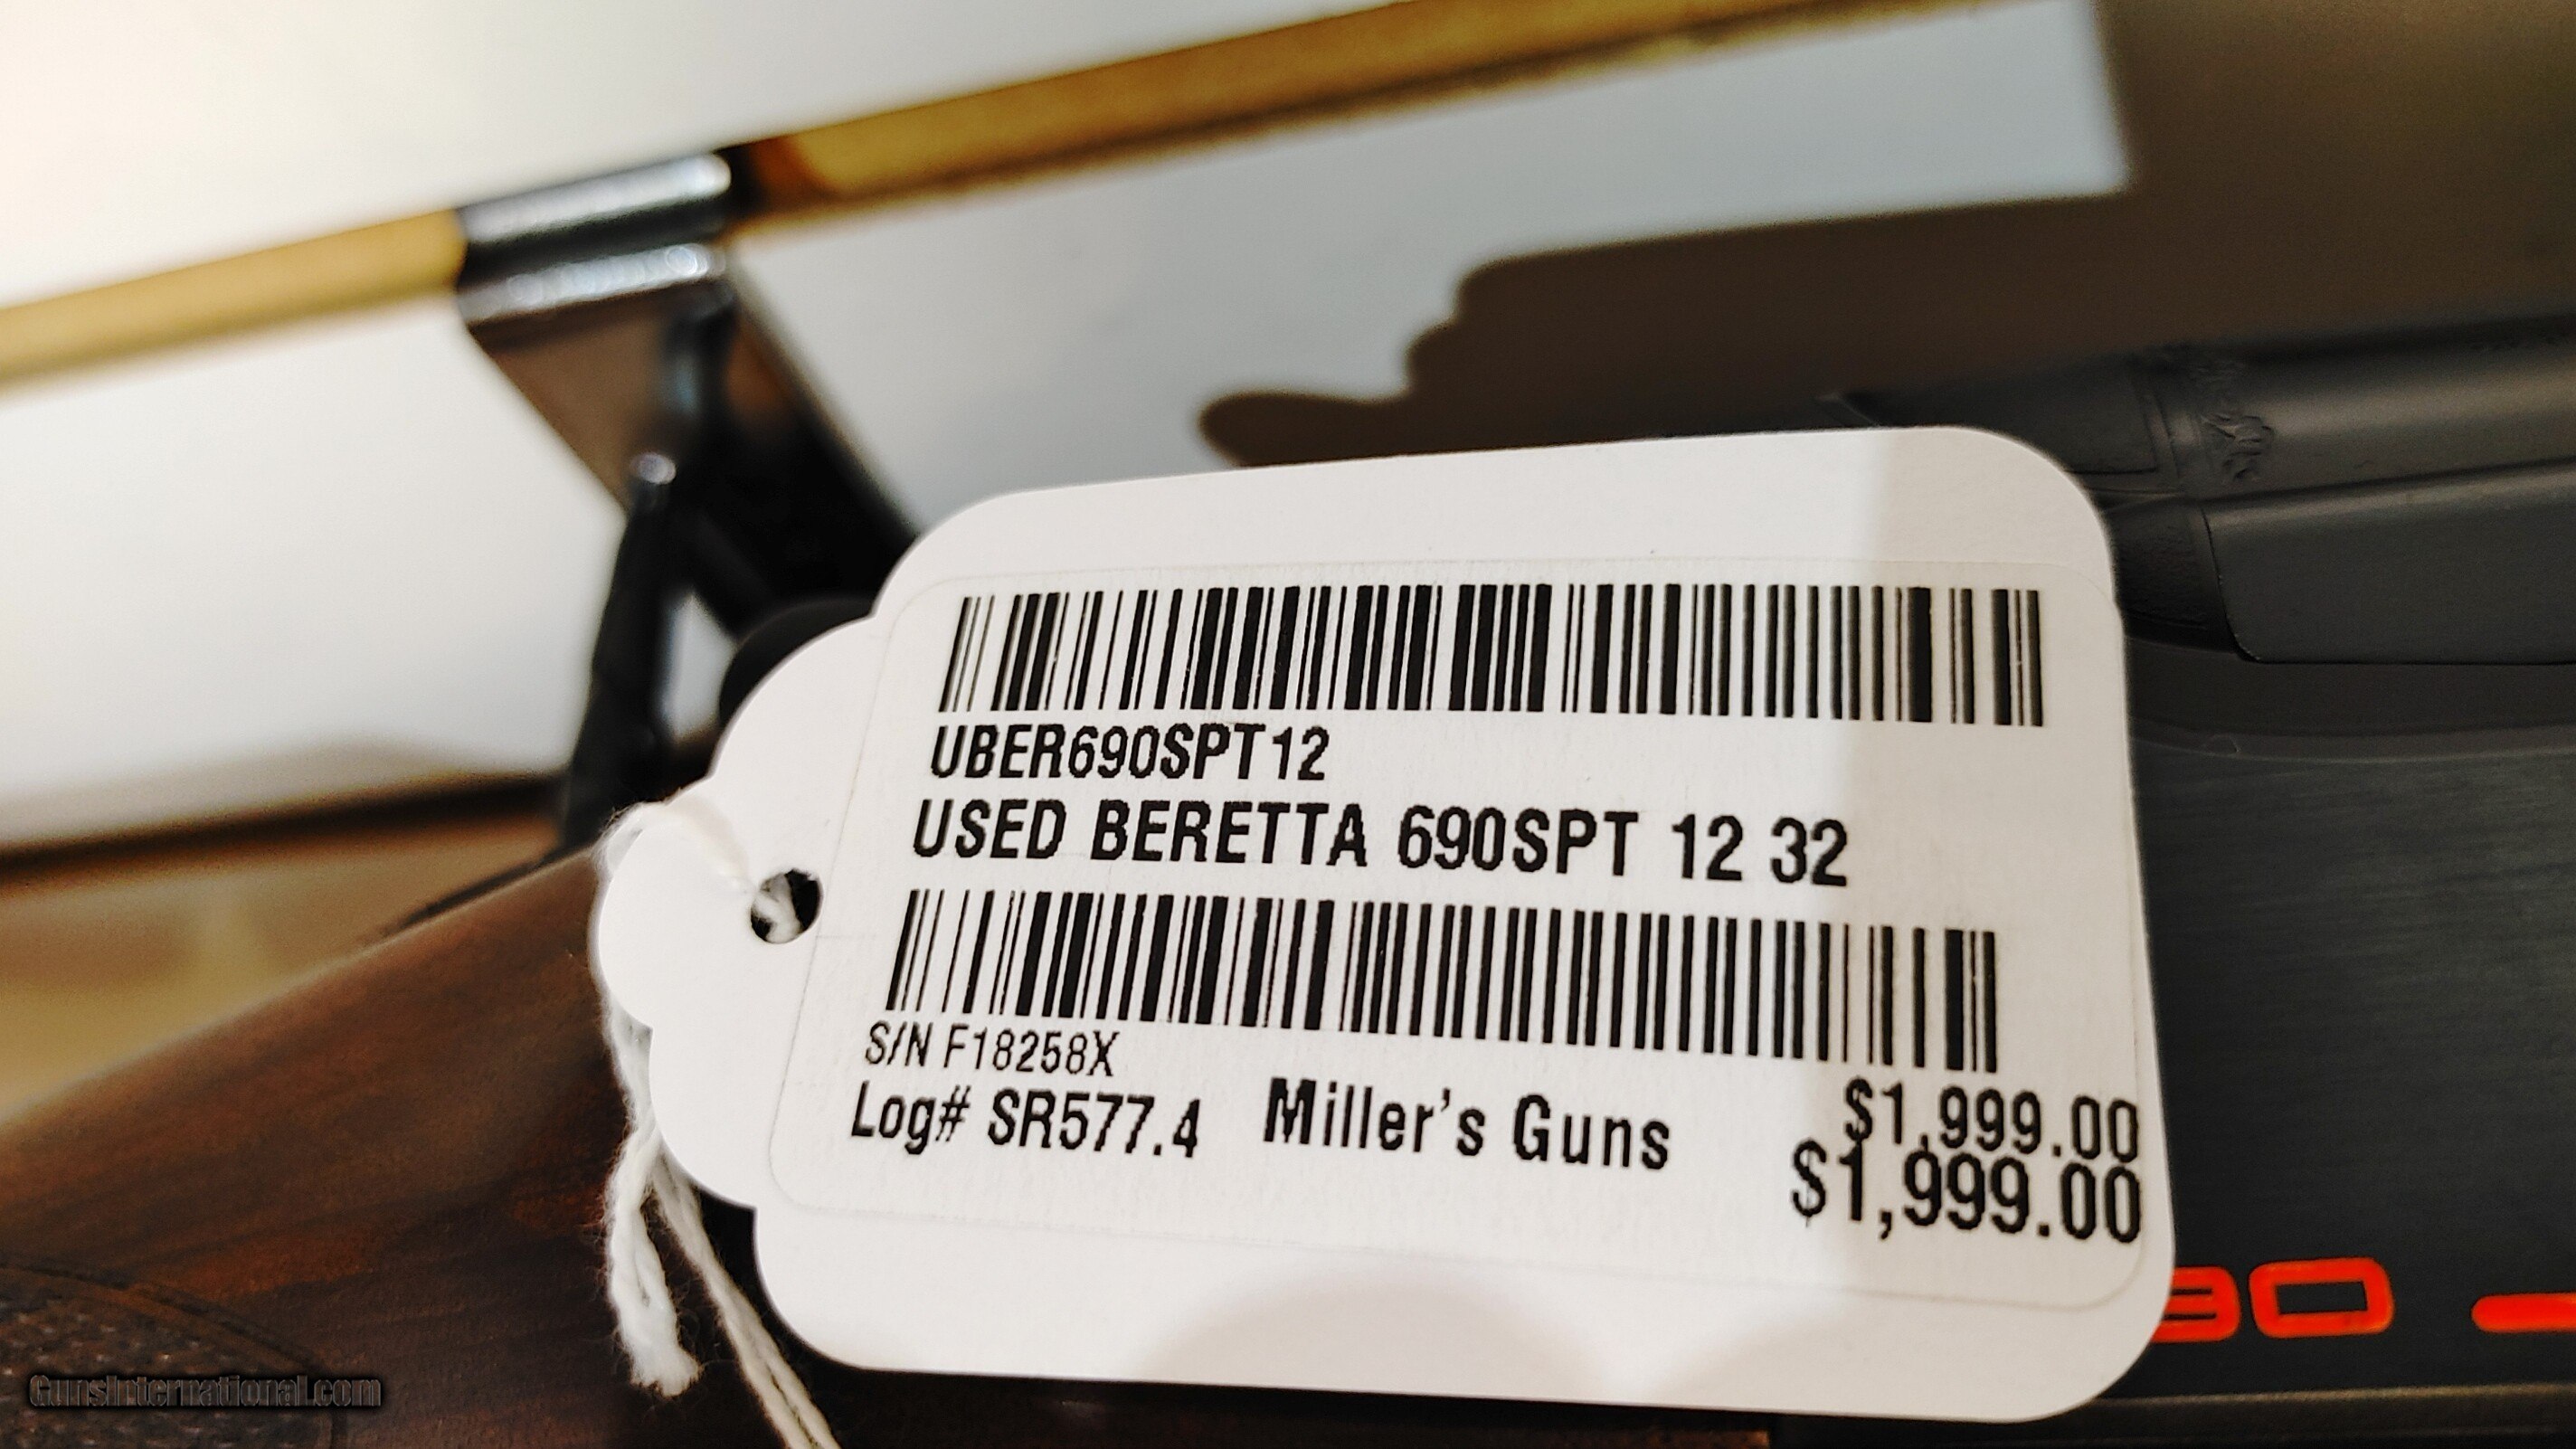 UBER690SPT12
USED BERETTA 690SPT 12 32
S/N F18258X
Log# SR577.4 Miller's Guns $1,999.00
$1,999.00
90
GunsInternational.com